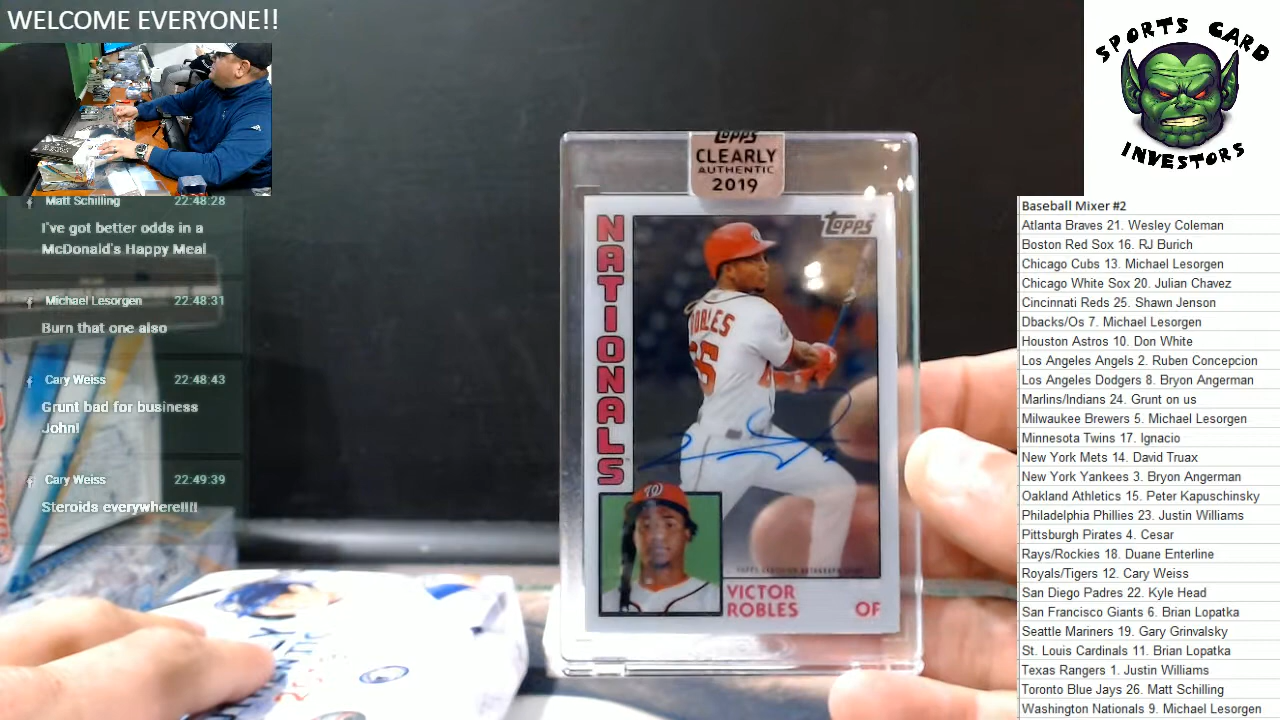 WELCOME EVERYONE!!
Matt Schilling 22:48:28
I've got better odds in a
McDonald's Happy Meal
Michael Lesorgen 22:48:31
Burn that one also
Cary Weiss 22:48:43
Grunt bad for business
John!
Cary Weiss 22:49:39
Steroids everywhere!!!!
Topps
CLEARLY
AUTHENTIC
2019
NATIONALS
Topps
ROBLES
VICTOR
ROBLES
OF
SPORTS CARD
INVESTORS
Baseball Mixer #2
Atlanta Braves 21. Wesley Coleman
Boston Red Sox 16. RJ Burich
Chicago Cubs 13. Michael Lesorgen
Chicago White Sox 20. Julian Chavez
Cincinnati Reds 25. Shawn Jenson
Dbacks/Os 7. Michael Lesorgen
Houston Astros 10. Don White
Los Angeles Angels 2. Ruben Concepcion
Los Angeles Dodgers 8. Bryon Angerman
Marlins/Indians 24. Grunt on us
Milwaukee Brewers 5. Michael Lesorgen
Minnesota Twins 17. Ignacio
New York Mets 14. David Truax
New York Yankees 3. Bryon Angerman
Oakland Athletics 15. Peter Kapuschinsky
Philadelphia Phillies 23. Justin Williams
Pittsburgh Pirates 4. Cesar
Rays/Rockies 18. Duane Enterline
Royals/Tigers 12. Cary Weiss
San Diego Padres 22. Kyle Head
San Francisco Giants 6. Brian Lopatka
Seattle Mariners 19. Gary Grinvalsky
St. Louis Cardinals 11. Brian Lopatka
Texas Rangers 1. Justin Williams
Toronto Blue Jays 26. Matt Schilling
Washington Nationals 9. Michael Lesorgen